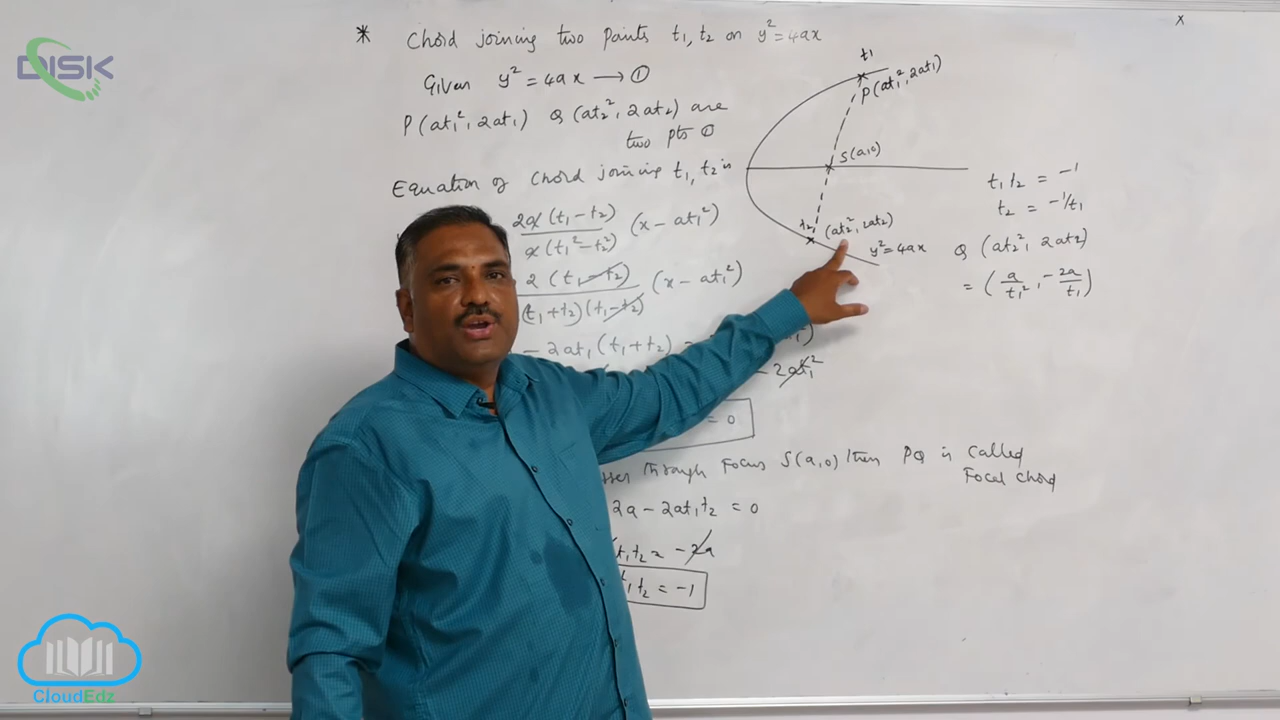 DISK
* Chord joining two points t₁, t₂ on y² = 4ax
Given y² = 4ax ⟶ ①
P(at₁², 2at₁) Q (at₂², 2at₂) are
two pts ①
Equation of chord joining t₁, t₂ is
2a (t₁ - t₂) / a (t₁² - t₂²) (x - at₁²)
2 (t₁ - t₂) / (t₁ + t₂) (t₁ - t₂) (x - at₁²)
- 2at₁ (t₁ + t₂)
- 2at₁²
= 0
through Focus S(a,0) then PQ is called
Focal chord
2a - 2at₁t₂ = 0
t₁t₂ = -2a
t₁t₂ = -1
t₁
P(at₁², 2at₁)
S(a,0)
t₂ (at₂², 2at₂)
y² = 4ax
t₁t₂ = -1
t₂ = -1/t₁
Q (at₂², 2at₂)
= (a/t₁², -2a/t₁)
x
CloudEdz